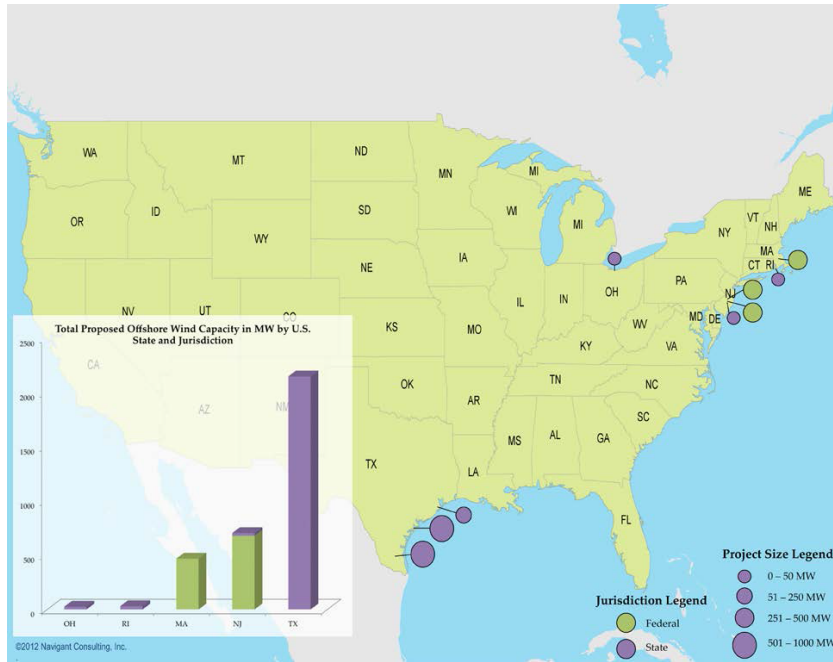 WA
MT
ND
MN
MI
ME
OR
ID
SD
WI
MI
VT
NH
NY
WY
MA
CT RI
NE
IA
PA
NJ
NV
UT
CO
IL
IN
OH
MD DE
KS
MO
WV
VA
KY
CA
AZ
NM
OK
AR
TN
NC
SC
TX
LA
MS
AL
GA
FL
Total Proposed Offshore Wind Capacity in MW by U.S.
State and Jurisdiction
2500
2000
1500
1000
500
0
OH RI MA NJ TX
Project Size Legend
0 – 50 MW
51 – 250 MW
251 – 500 MW
501 – 1000 MW
Jurisdiction Legend
Federal
State
©2012 Navigant Consulting, Inc.